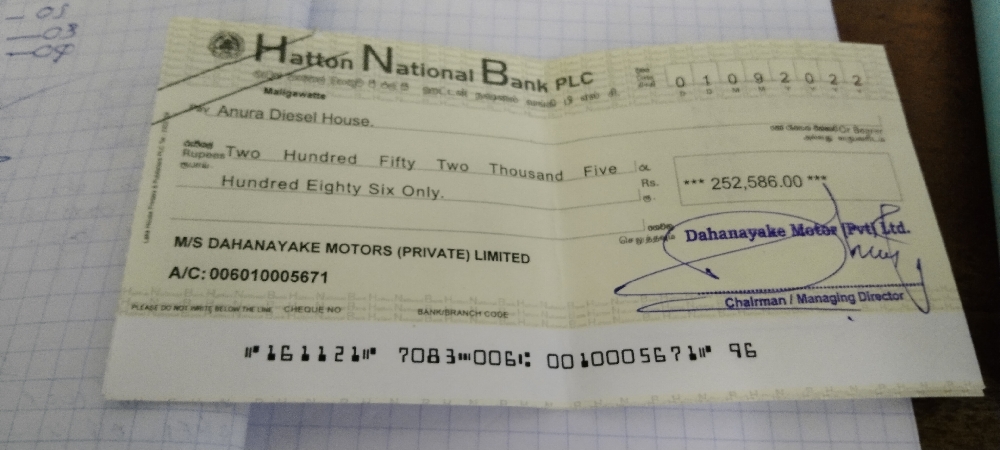 - 05
- 03
- 04
Hatton National Bank PLC
0 1 0 9 2 0 2 2
D D M M Y Y Y Y
Maligawatte
Pay Anura Diesel House.
Or Bearer
Rupees Two Hundred Fifty Two Thousand Five
Hundred Eighty Six Only.
Rs.
රු.
*** 252,586.00 ***
M/S DAHANAYAKE MOTORS (PRIVATE) LIMITED
A/C: 006010005671
Dahanayake Motor (Pvt) Ltd.
Chairman / Managing Director
PLEASE DO NOT WRITE BELOW THE LINE CHEQUE NO BANK/BRANCH CODE
⑈161121⑈ 7083⑉006⑆ 0010005671⑈ 96